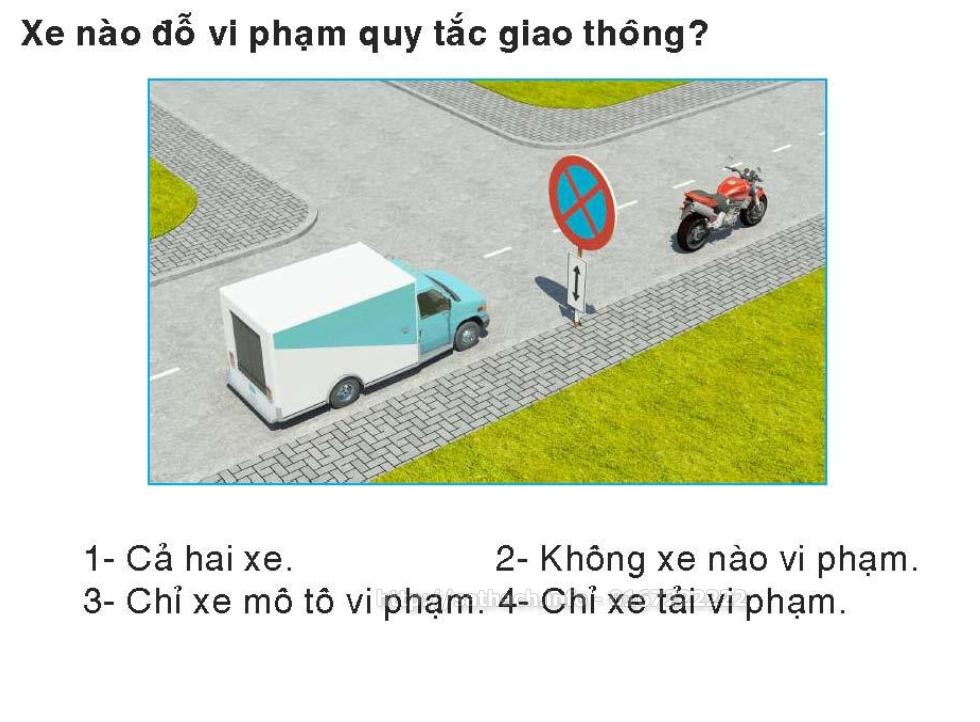 Xe nào đỗ vi phạm quy tắc giao thông?
1- Cả hai xe. 2- Không xe nào vi phạm.
3- Chỉ xe mô tô vi phạm. 4- Chỉ xe tải vi phạm.